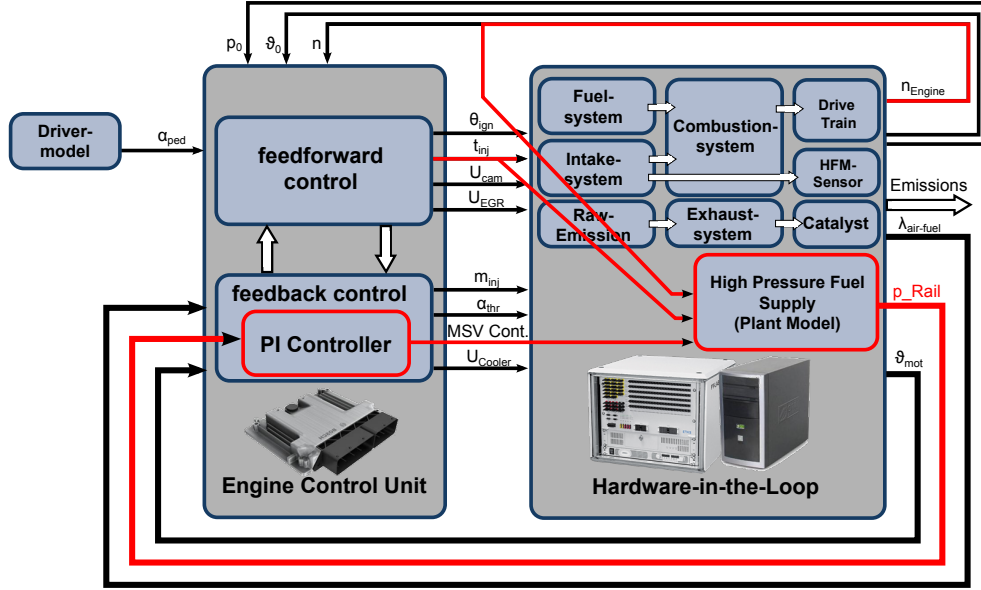 p0 ϑ0 n
Driver-
model
αped
feedforward
control
θign
tinj
Ucam
UEGR
feedback control
PI Controller
minj
αthr
MSV Cont.
UCooler
Engine Control Unit
Fuel-
system
Intake-
system
Combustion-
system
Drive
Train
HFM-
Sensor
Raw-
Emission
Exhaust-
system
Catalyst
High Pressure Fuel
Supply
(Plant Model)
Hardware-in-the-Loop
nEngine
Emissions
λair-fuel
p_Rail
ϑmot